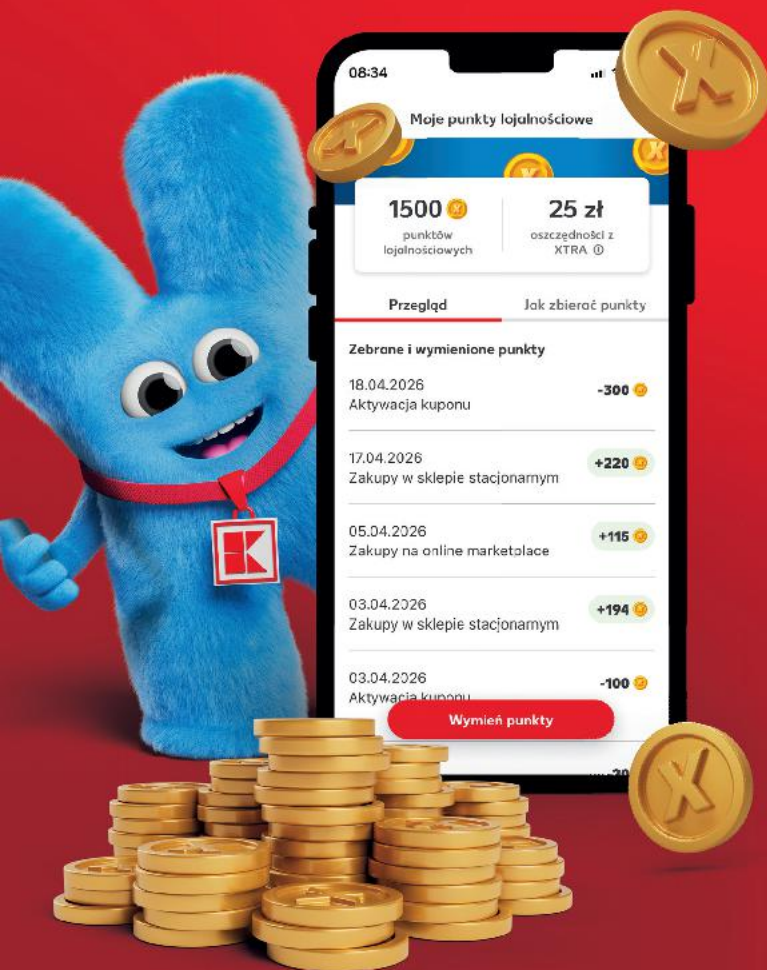 08:34
Moje punkty lojalnościowe
1500
25 zł
punktów
lojalnościowych
oszczędności z
XTRA
Przegląd
Jak zbierać punkty
Zebrane i wymienione punkty
18.04.2026
Aktywacja kuponu
-300
17.04.2026
Zakupy w sklepie stacjonarnym
+220
05.04.2026
Zakupy na online marketplace
+115
03.04.2026
Zakupy w sklepie stacjonarnym
+194
03.04.2026
Aktywacja kuponu
-100
Wymień punkty